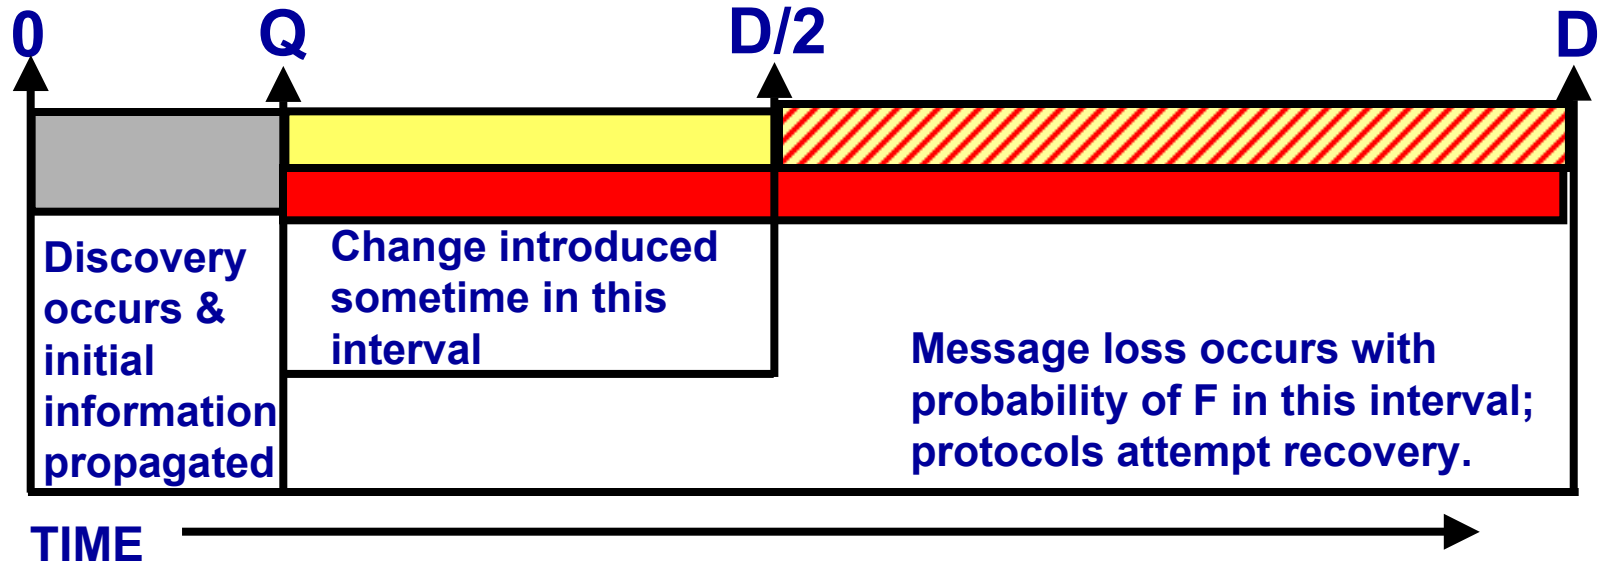 0
Q
D/2
D
Discovery
occurs &
initial
information
propagated
Change introduced
sometime in this
interval
Message loss occurs with
probability of F in this interval;
protocols attempt recovery.
TIME